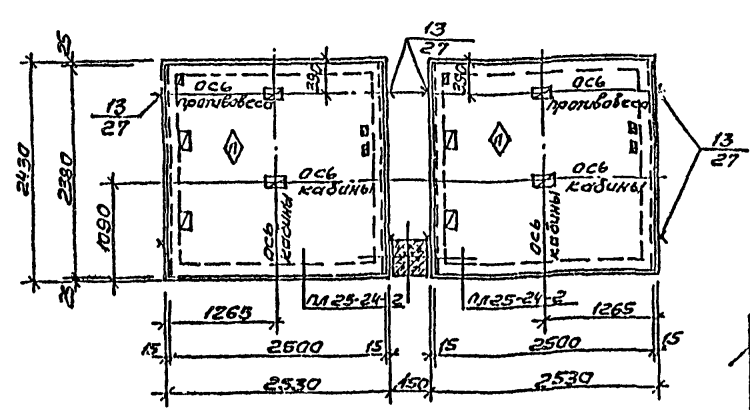 13
27
25
390
ось
противовеса
390
ось
противовеса
13
27
13
27
2430
2380
1090
Л
Л
ось
кабины
ось
кабины
ось
кабины
ось
кабины
25
ПЛ25-24-2
ПЛ25-24-2
1265
1265
15
2500
15
15
2500
15
2530
150
2530